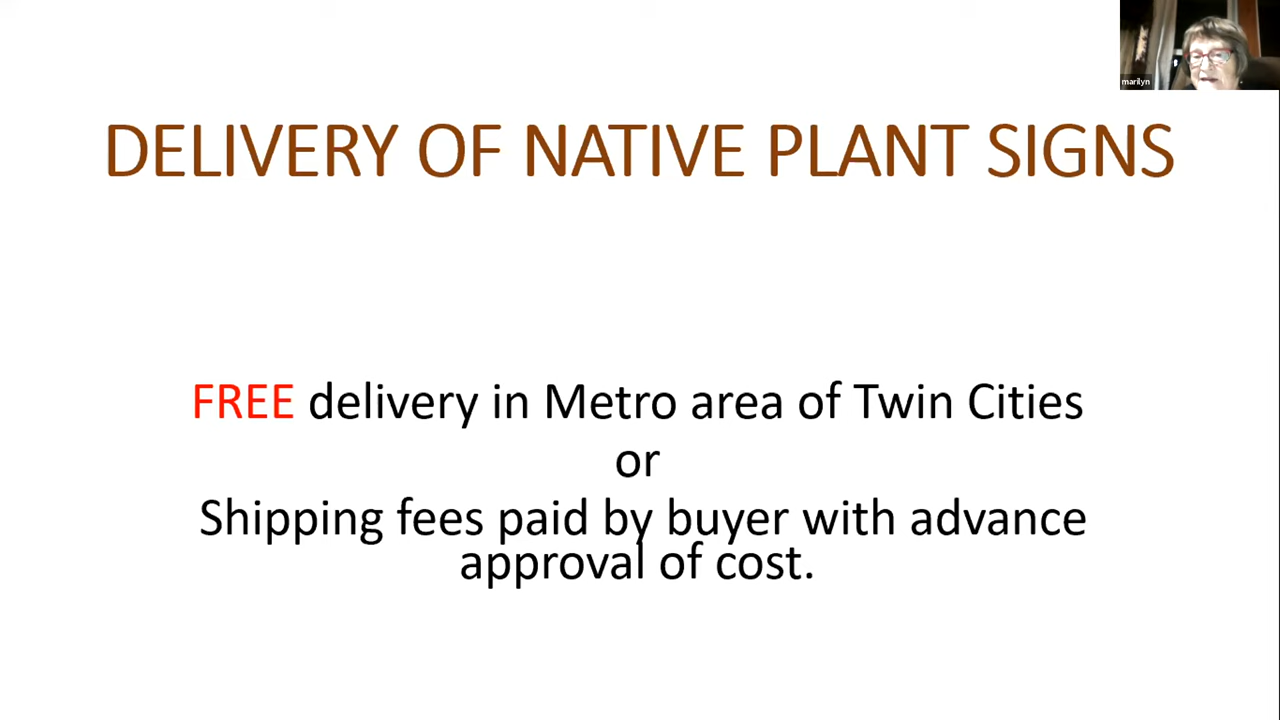 marilyn
DELIVERY OF NATIVE PLANT SIGNS
FREE delivery in Metro area of Twin Cities
or
Shipping fees paid by buyer with advance
approval of cost.